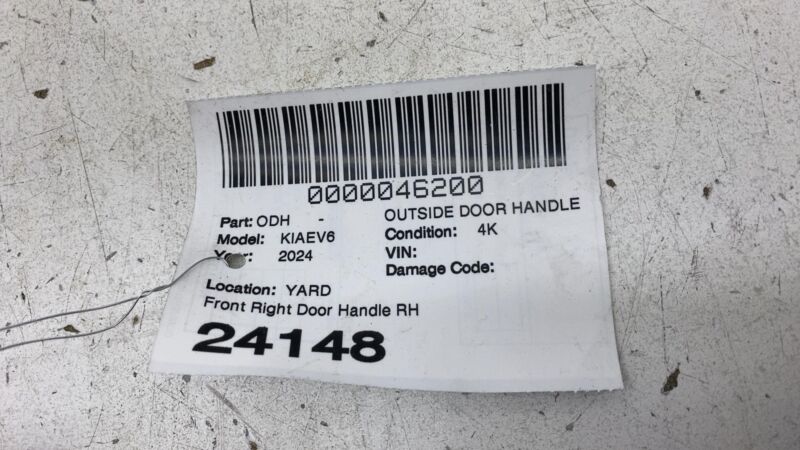 0000046200
Part: ODH - OUTSIDE DOOR HANDLE
Model: KIAEV6 Condition: 4K
Year: 2024 VIN:
Damage Code:
Location: YARD
Front Right Door Handle RH
24148